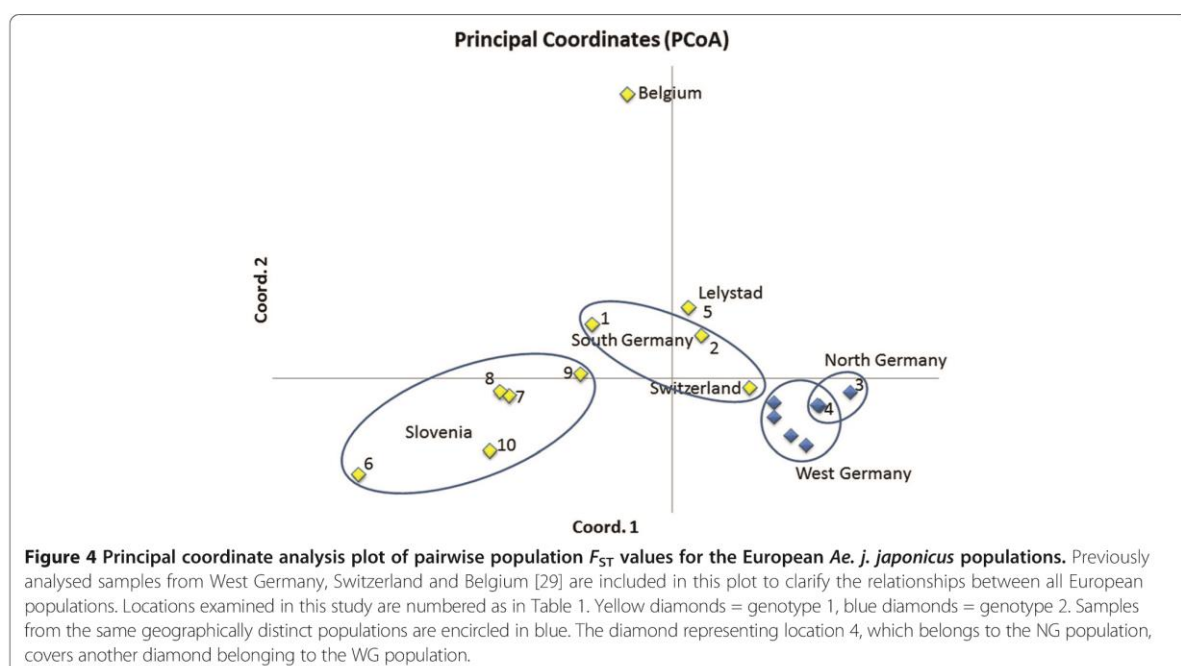 Principal Coordinates (PCoA)
Belgium
Coord. 2
Lelystad
5
1
South Germany
2
North Germany
3
9
Switzerland
8
7
4
Slovenia
10
6
West Germany
Coord. 1
Figure 4 Principal coordinate analysis plot of pairwise population FST values for the European Ae. j. japonicus populations. Previously
analysed samples from West Germany, Switzerland and Belgium [29] are included in this plot to clarify the relationships between all European
populations. Locations examined in this study are numbered as in Table 1. Yellow diamonds = genotype 1, blue diamonds = genotype 2. Samples
from the same geographically distinct populations are encircled in blue. The diamond representing location 4, which belongs to the NG population,
covers another diamond belonging to the WG population.